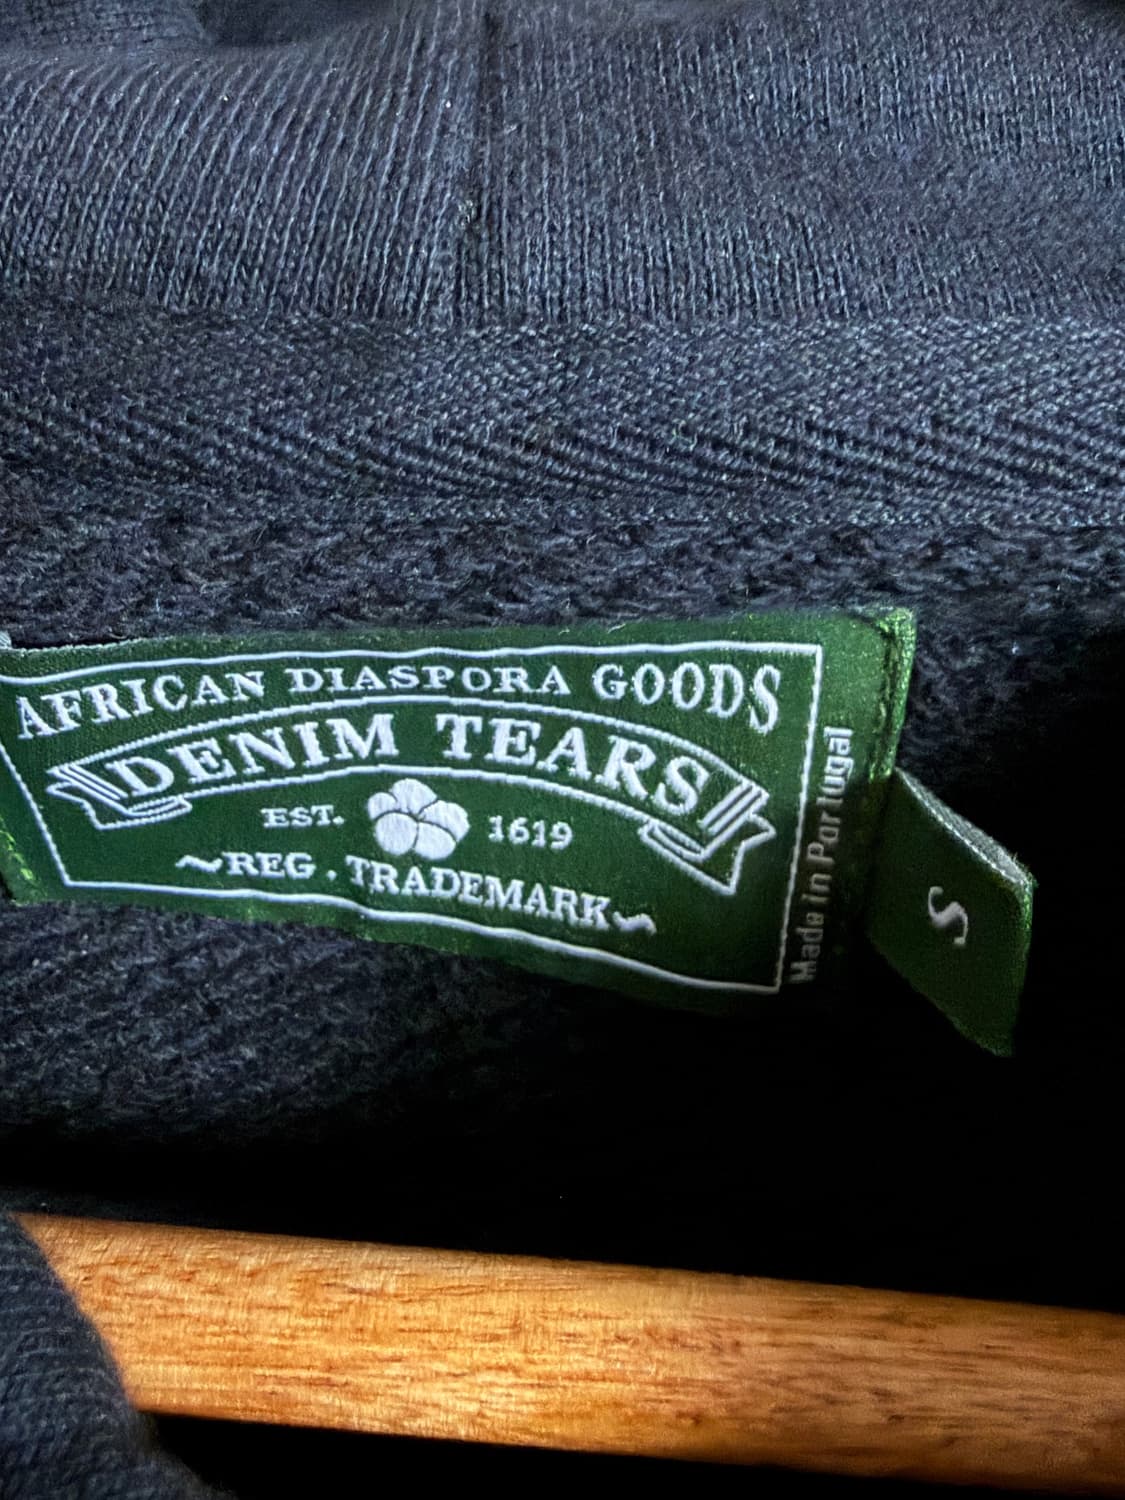 AFRICAN DIASPORA GOODS
DENIM TEARS
EST. 1619
~REG. TRADEMARK~
Made in Portugal
S